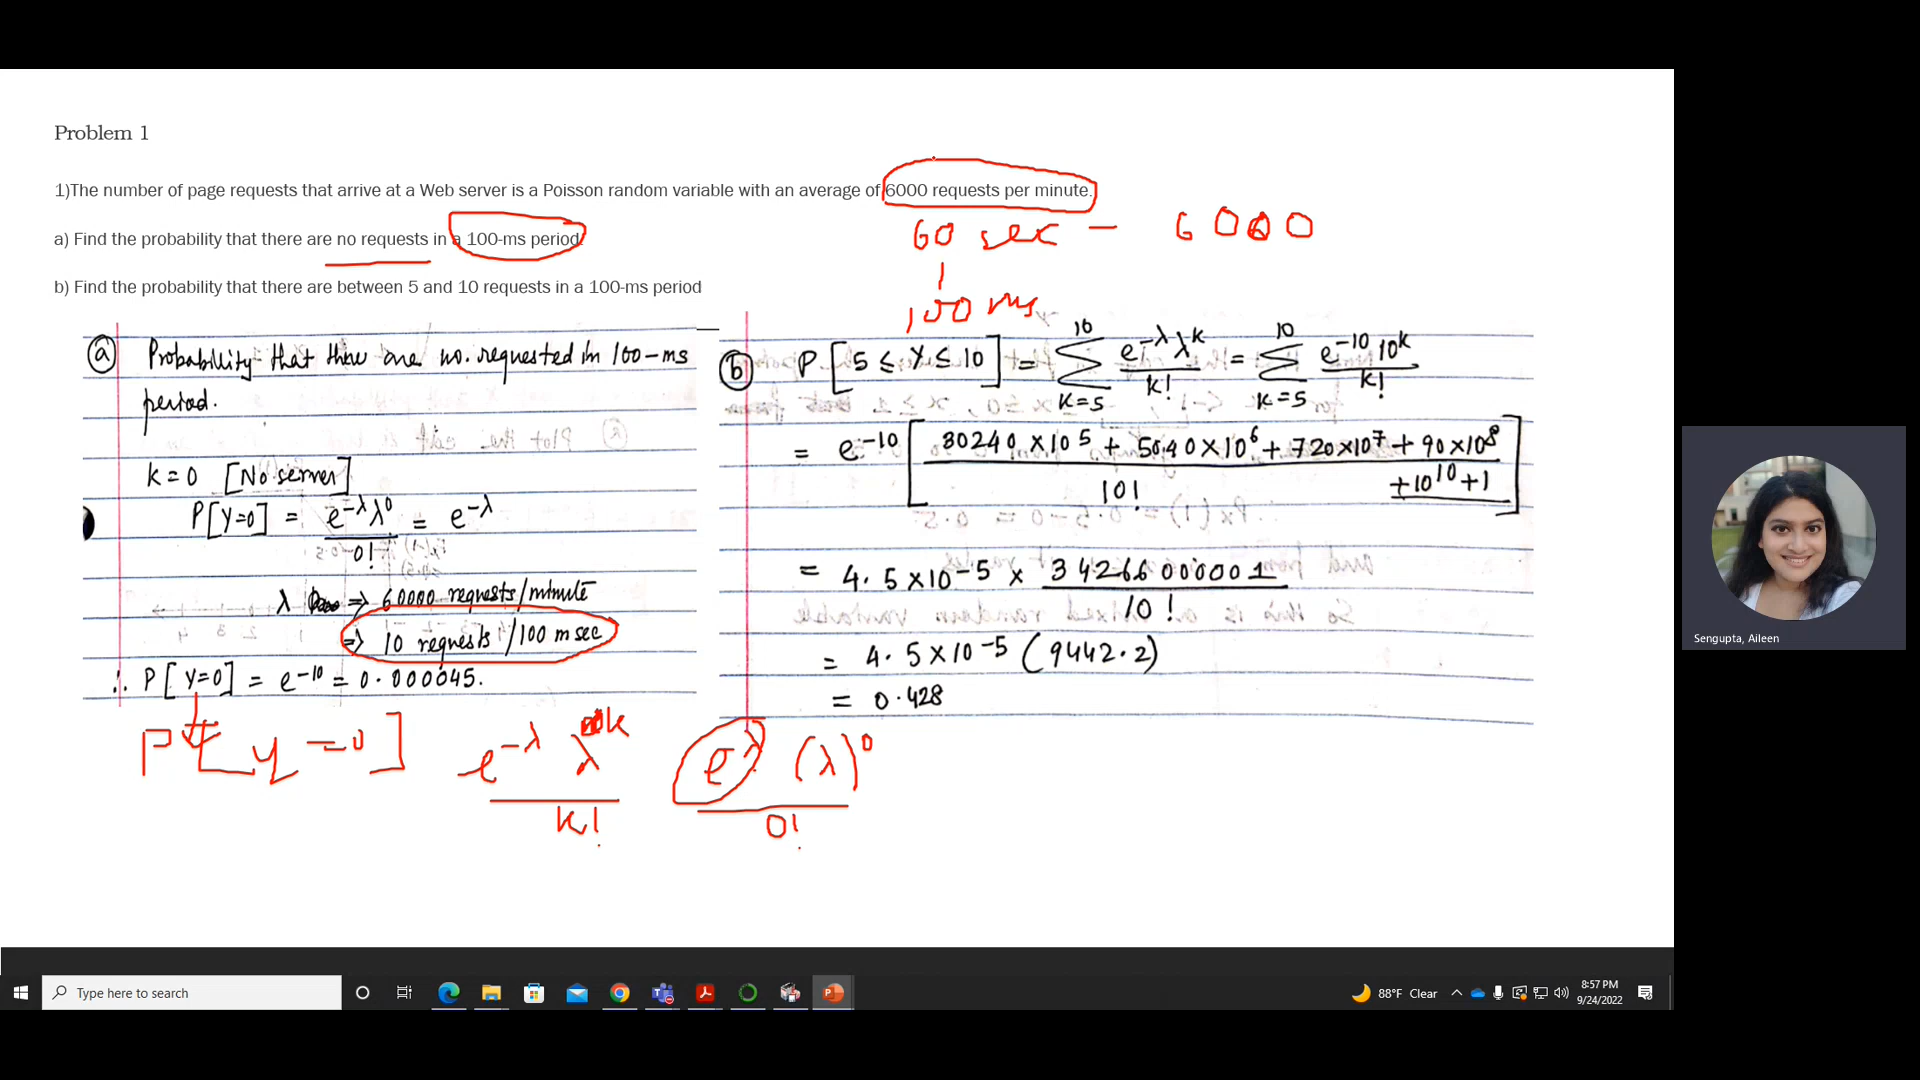 Problem 1
1)The number of page requests that arrive at a Web server is a Poisson random variable with an average of 6000 requests per minute.
60 sec — 6000
a) Find the probability that there are no requests in a 100-ms period.
b) Find the probability that there are between 5 and 10 requests in a 100-ms period
100 ms
ⓐ Probability that there are no. requested in 100-ms
period.
k=0 [No server]
P[Y=0] = e^-λ λ^0 / 0! = e^-λ
λ ⇒ 60000 requests/minute
⇒ 10 requests/100 msec
∴ P[Y=0] = e^-10 = 0.000045.
ⓑ P[5 ≤ Y ≤ 10] = Σ_{k=5}^{10} e^-λ λ^k / k! = Σ_{k=5}^{10} e^-10 10^k / k!
= e^-10 [30240 ×10^5 + 5040×10^6 + 720×10^7 + 90×10^8 + 10^10 + 1 / 10!]
= 4.5×10^-5 × 34266000001 / 10!
= 4.5×10^-5 (9442.2)
= 0.428
P[y=0] e^-λ λ^k / k! e^λ (λ)^0 / 0!
Sengupta, Aileen
Type here to search
88°F Clear
8:57 PM
9/24/2022